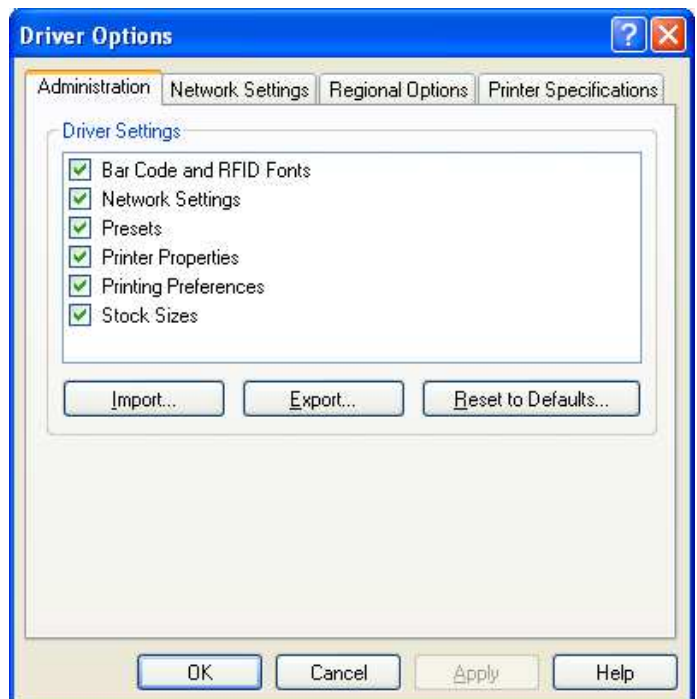 Driver Options
Administration Network Settings Regional Options Printer Specifications
Driver Settings
Bar Code and RFID Fonts
Network Settings
Presets
Printer Properties
Printing Preferences
Stock Sizes
Import... Export... Reset to Defaults...
OK Cancel Apply Help